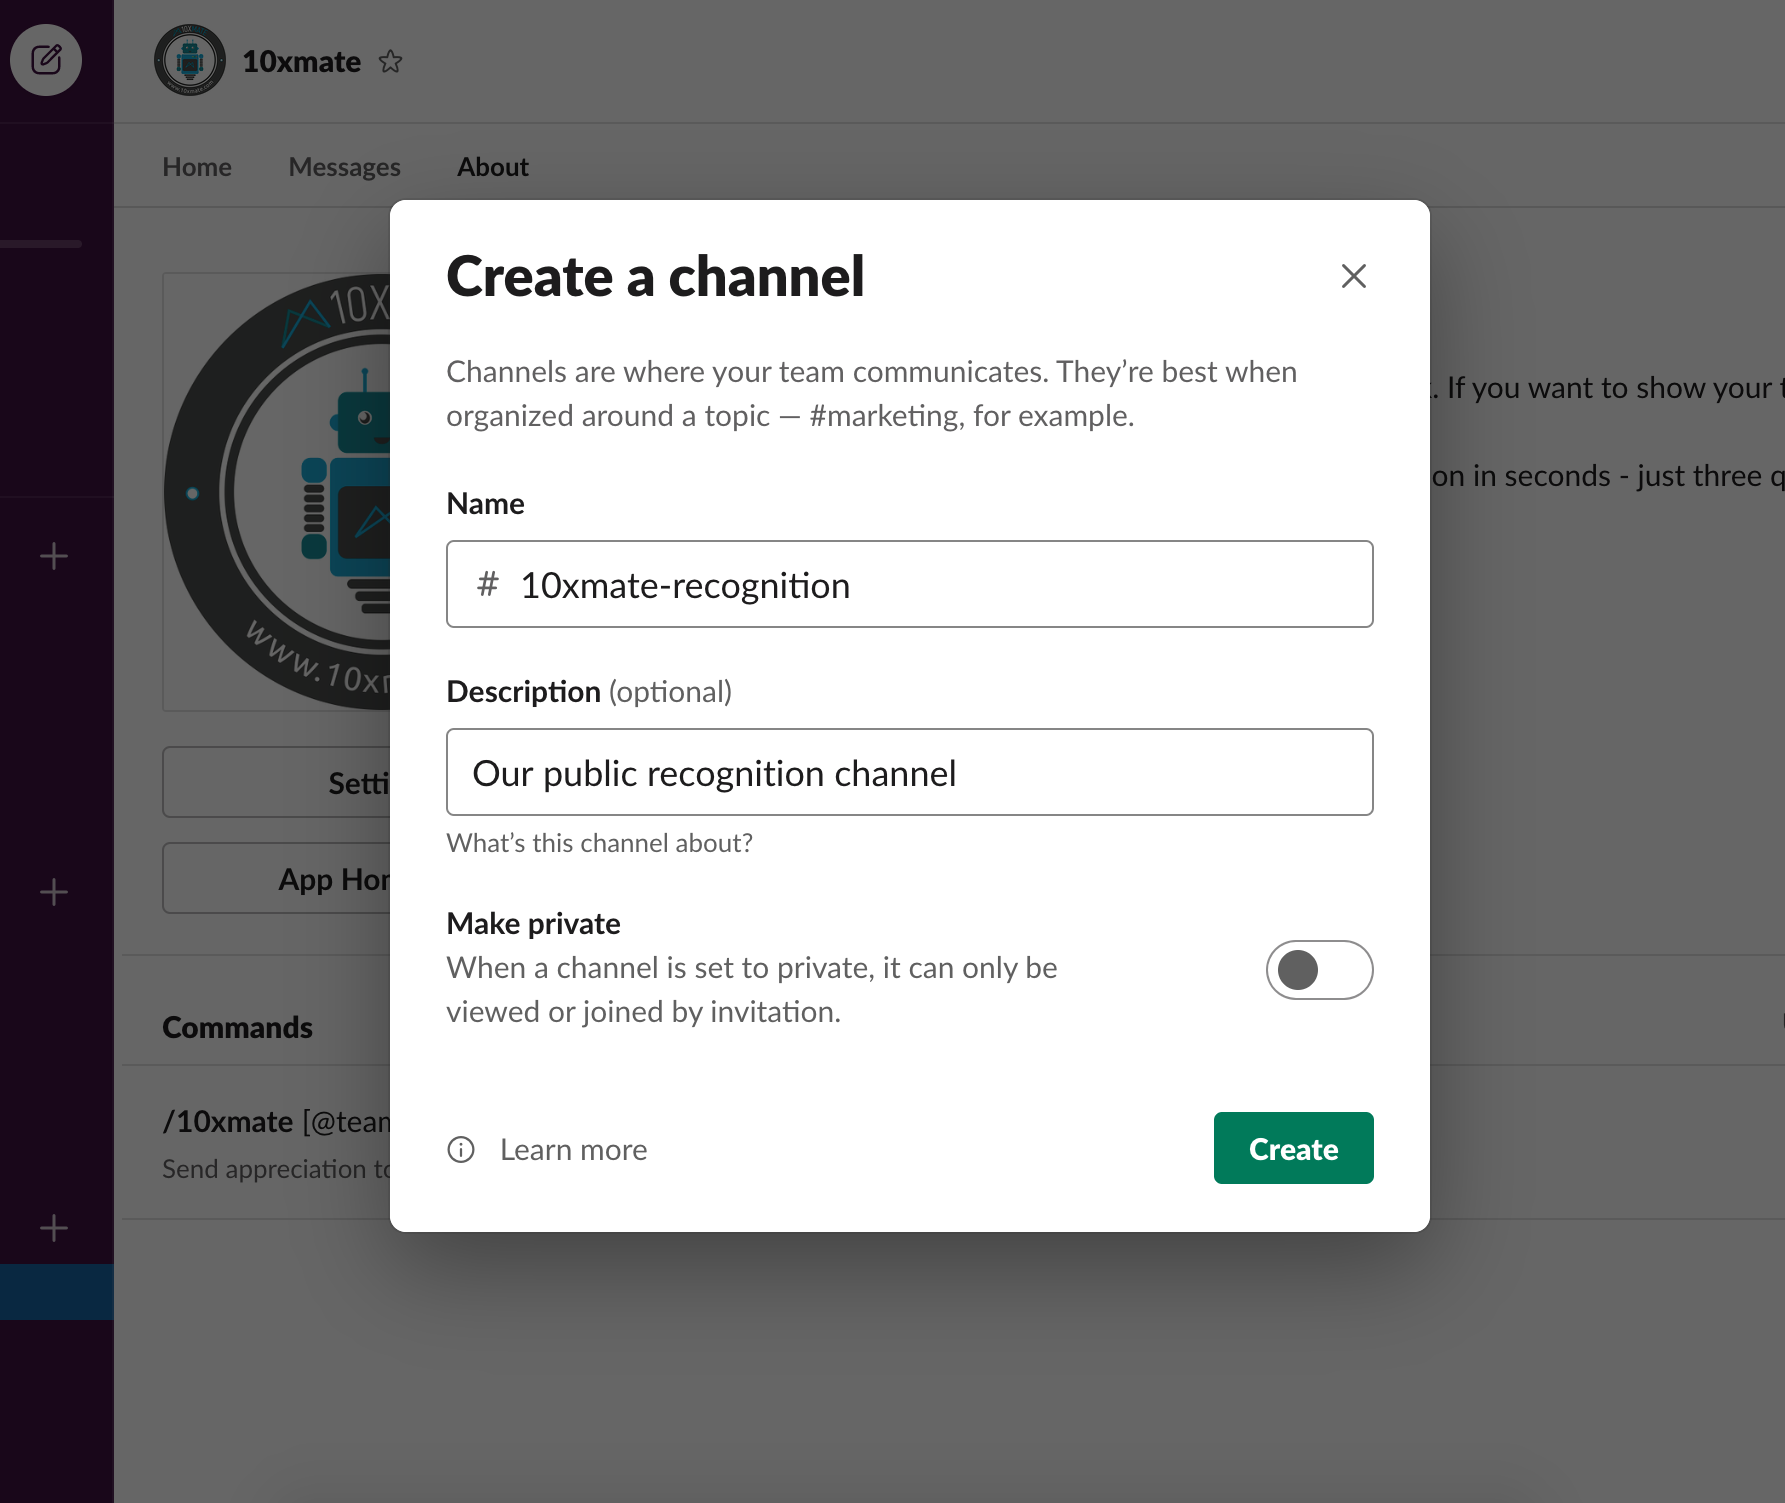 10xmate
Home Messages About
Create a channel
Channels are where your team communicates. They’re best when
organized around a topic — #marketing, for example.
. If you want to show your
on in seconds - just three
Name
# 10xmate-recognition
Description (optional)
Our public recognition channel
What’s this channel about?
Make private
When a channel is set to private, it can only be
viewed or joined by invitation.
Learn more
Create
10X
www.10x
Setti
App Ho
Commands
/10xmate [@tea
Send appreciation to